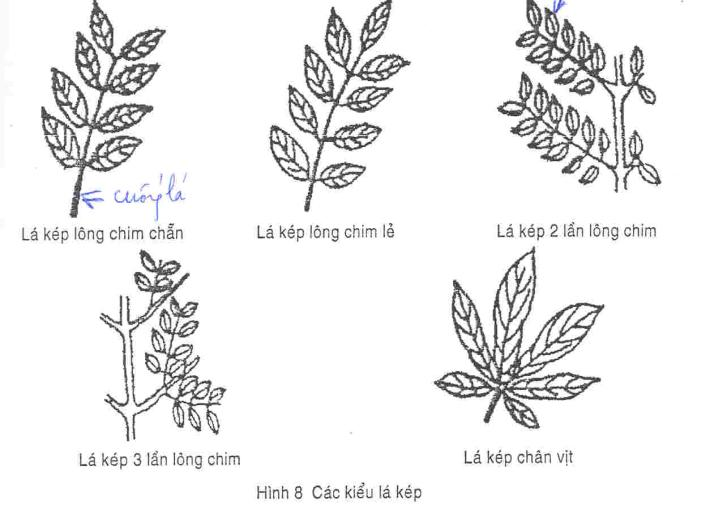 cuống lá
Lá kép lông chim chẵn
Lá kép lông chim lẻ
Lá kép 2 lần lông chim
Lá kép 3 lần lông chim
Lá kép chân vịt
Hình 8 Các kiểu lá kép